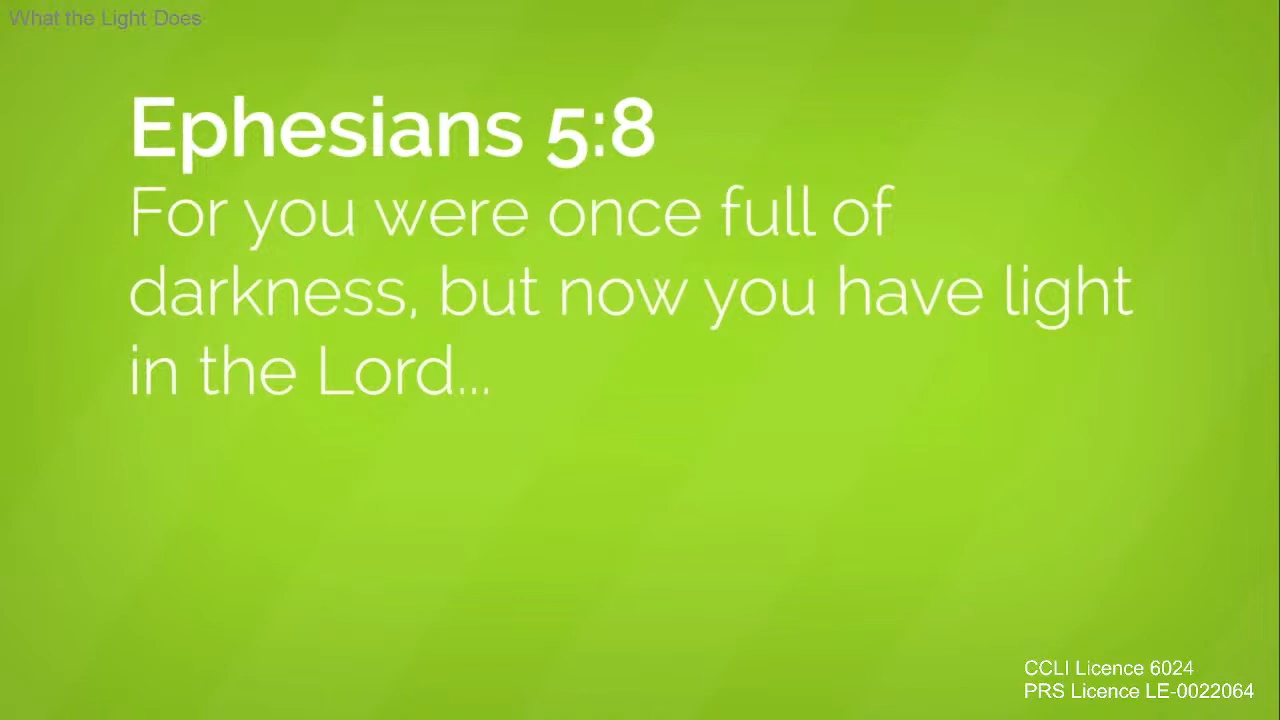 What the Light Does
Ephesians 5:8
For you were once full of
darkness, but now you have light
in the Lord...
CCLI Licence 6024
PRS Licence LE-0022064